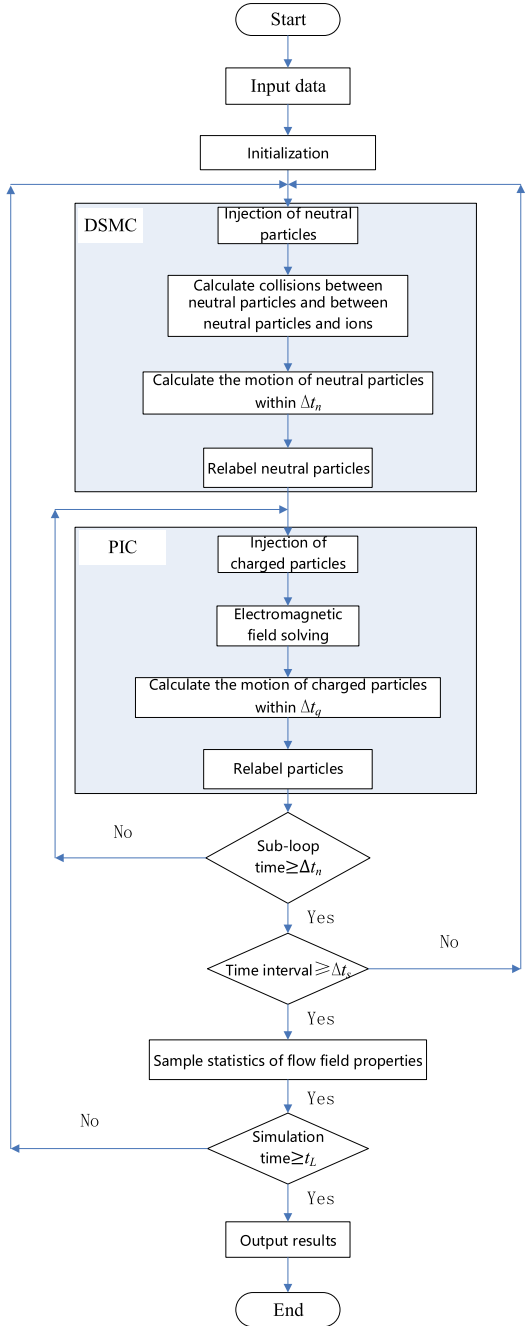 Start
Input data
Initialization
DSMC
Injection of neutral
particles
Calculate collisions between
neutral particles and between
neutral particles and ions
Calculate the motion of neutral particles
within Δtₙ
Relabel neutral particles
PIC
Injection of
charged particles
Electromagnetic
field solving
Calculate the motion of charged particles
within Δt_q
Relabel particles
No
Sub-loop
time≥Δtₙ
Yes
No
Time interval≥Δtₛ
Yes
Sample statistics of flow field properties
Yes
No
Simulation
time≥t_L
Yes
Output results
End